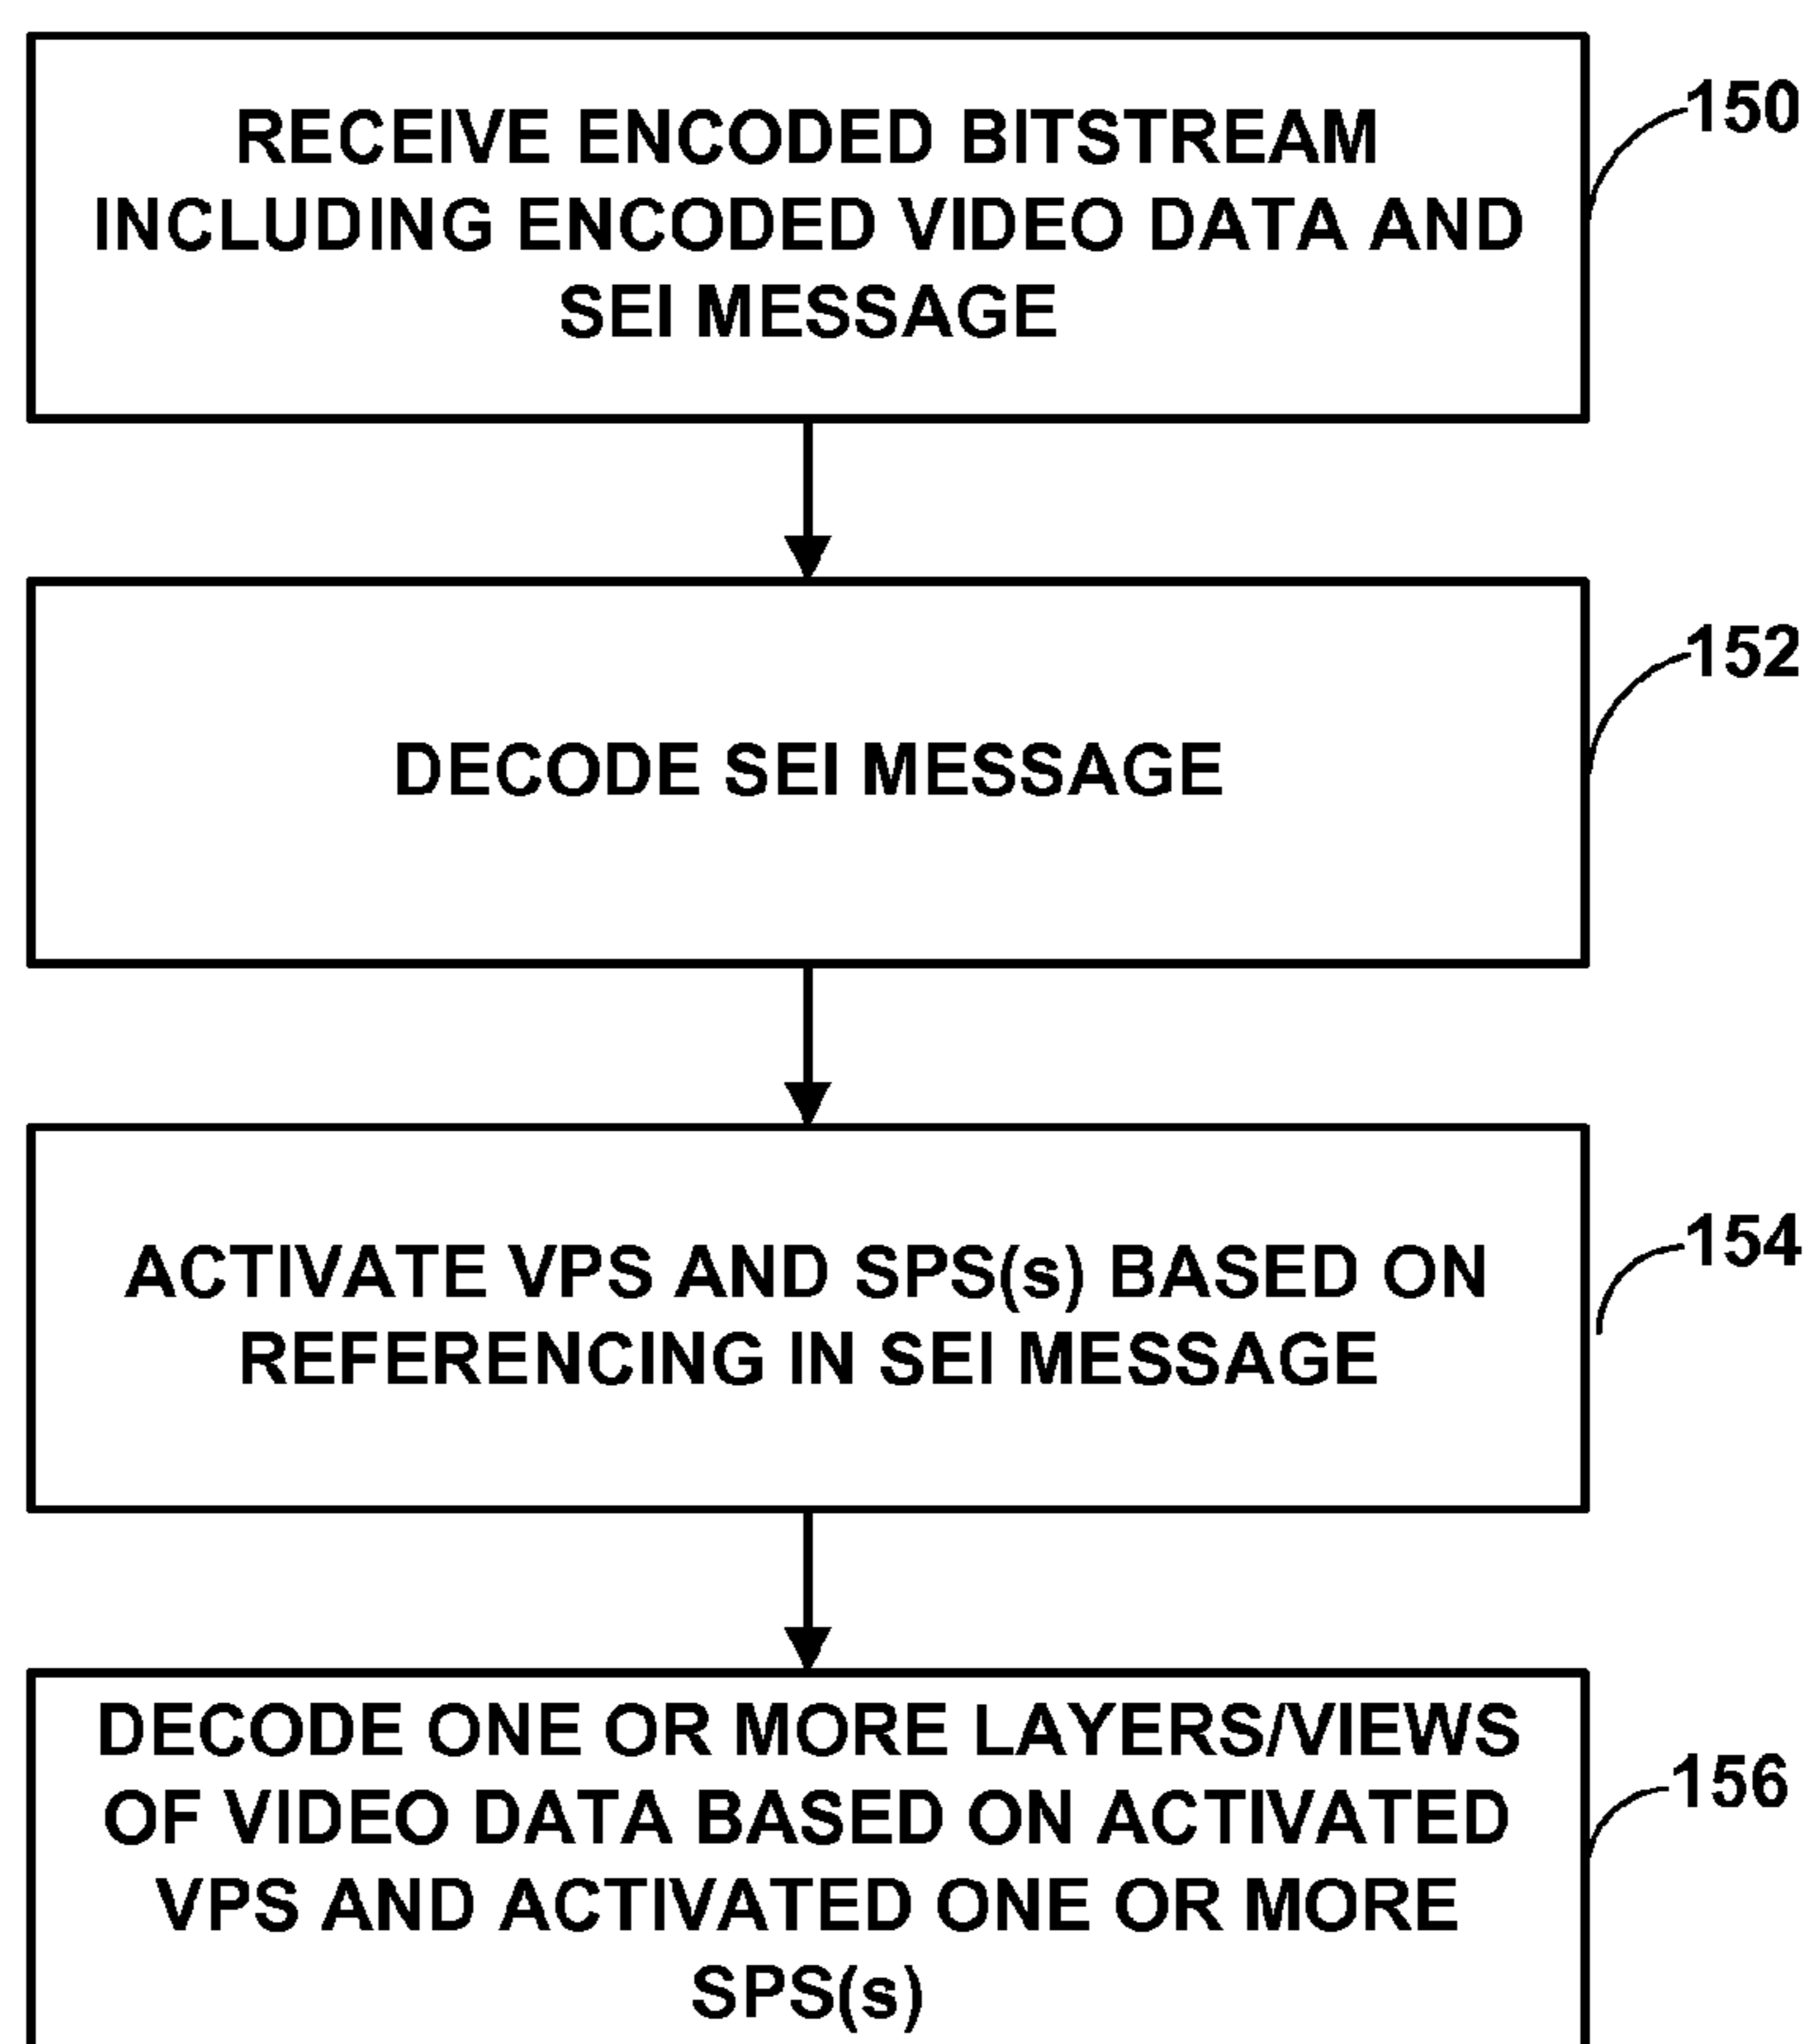 RECEIVE ENCODED BITSTREAM
INCLUDING ENCODED VIDEO DATA AND
SEI MESSAGE
150
DECODE SEI MESSAGE
152
ACTIVATE VPS AND SPS(s) BASED ON
REFERENCING IN SEI MESSAGE
154
DECODE ONE OR MORE LAYERS/VIEWS
OF VIDEO DATA BASED ON ACTIVATED
VPS AND ACTIVATED ONE OR MORE
SPS(s)
156